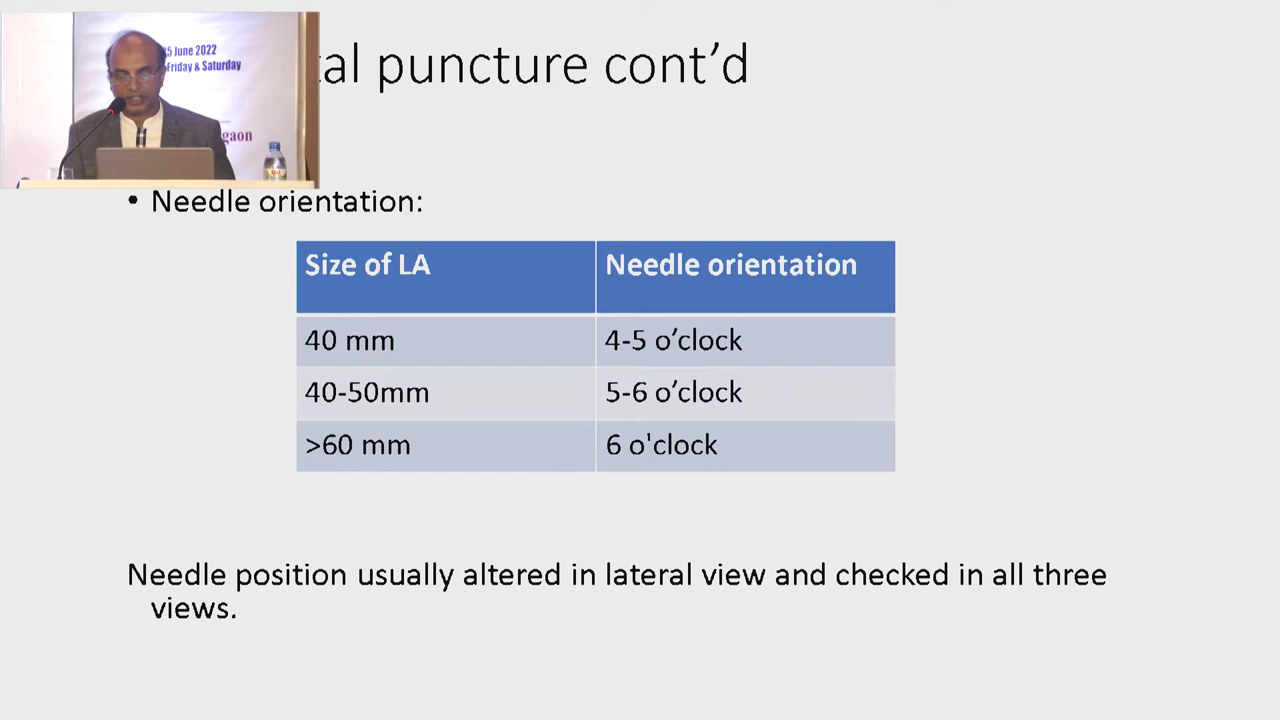 5 June 2022
Friday & Saturday
gaon
tal puncture cont’d
• Needle orientation:
Size of LA Needle orientation
40 mm 4-5 o’clock
40-50mm 5-6 o’clock
>60 mm 6 o'clock
Needle position usually altered in lateral view and checked in all three
views.